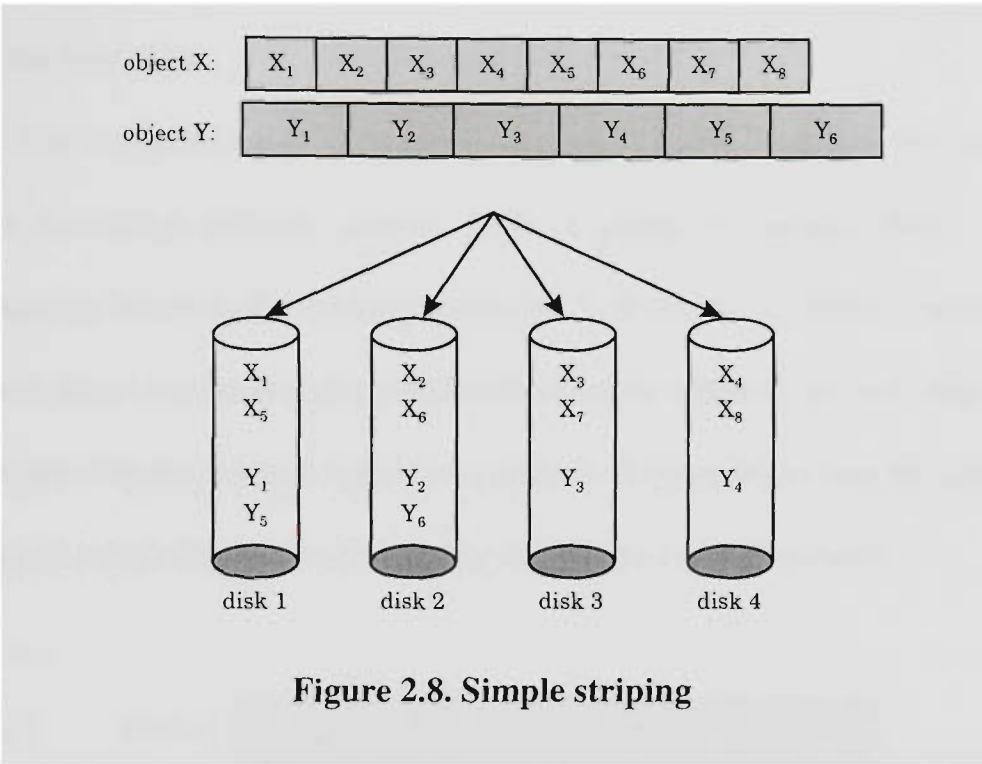 object X: X₁ X₂ X₃ X₄ X₅ X₆ X₇ X₈
object Y: Y₁ Y₂ Y₃ Y₄ Y₅ Y₆
X₁ X₂ X₃ X₄
X₅ X₆ X₇ X₈
Y₁ Y₂ Y₃ Y₄
Y₅ Y₆
disk 1 disk 2 disk 3 disk 4
Figure 2.8. Simple striping